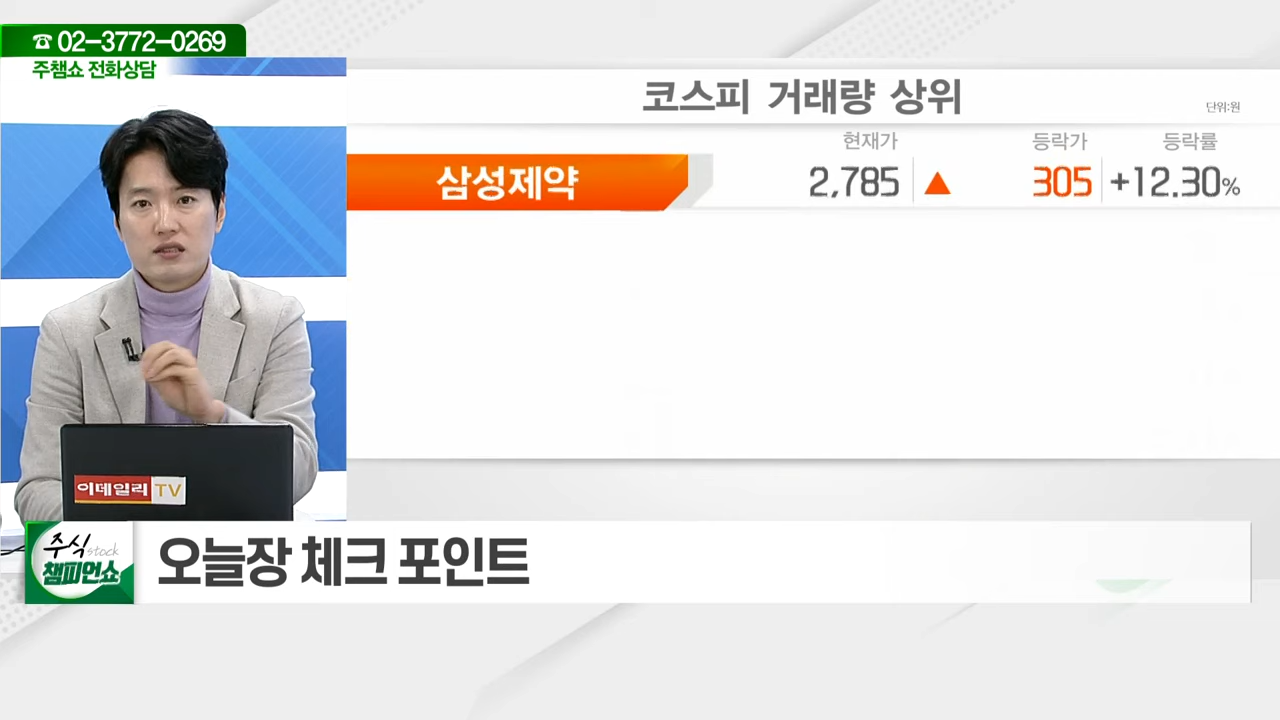 ☎ 02-3772-0269
주챔쇼 전화상담
코스피 거래량 상위
단위:원
현재가 등락가 등락률
삼성제약 2,785 ▲ 305 +12.30%
이데일리 TV
주식 stock
챔피언쇼
오늘장 체크 포인트